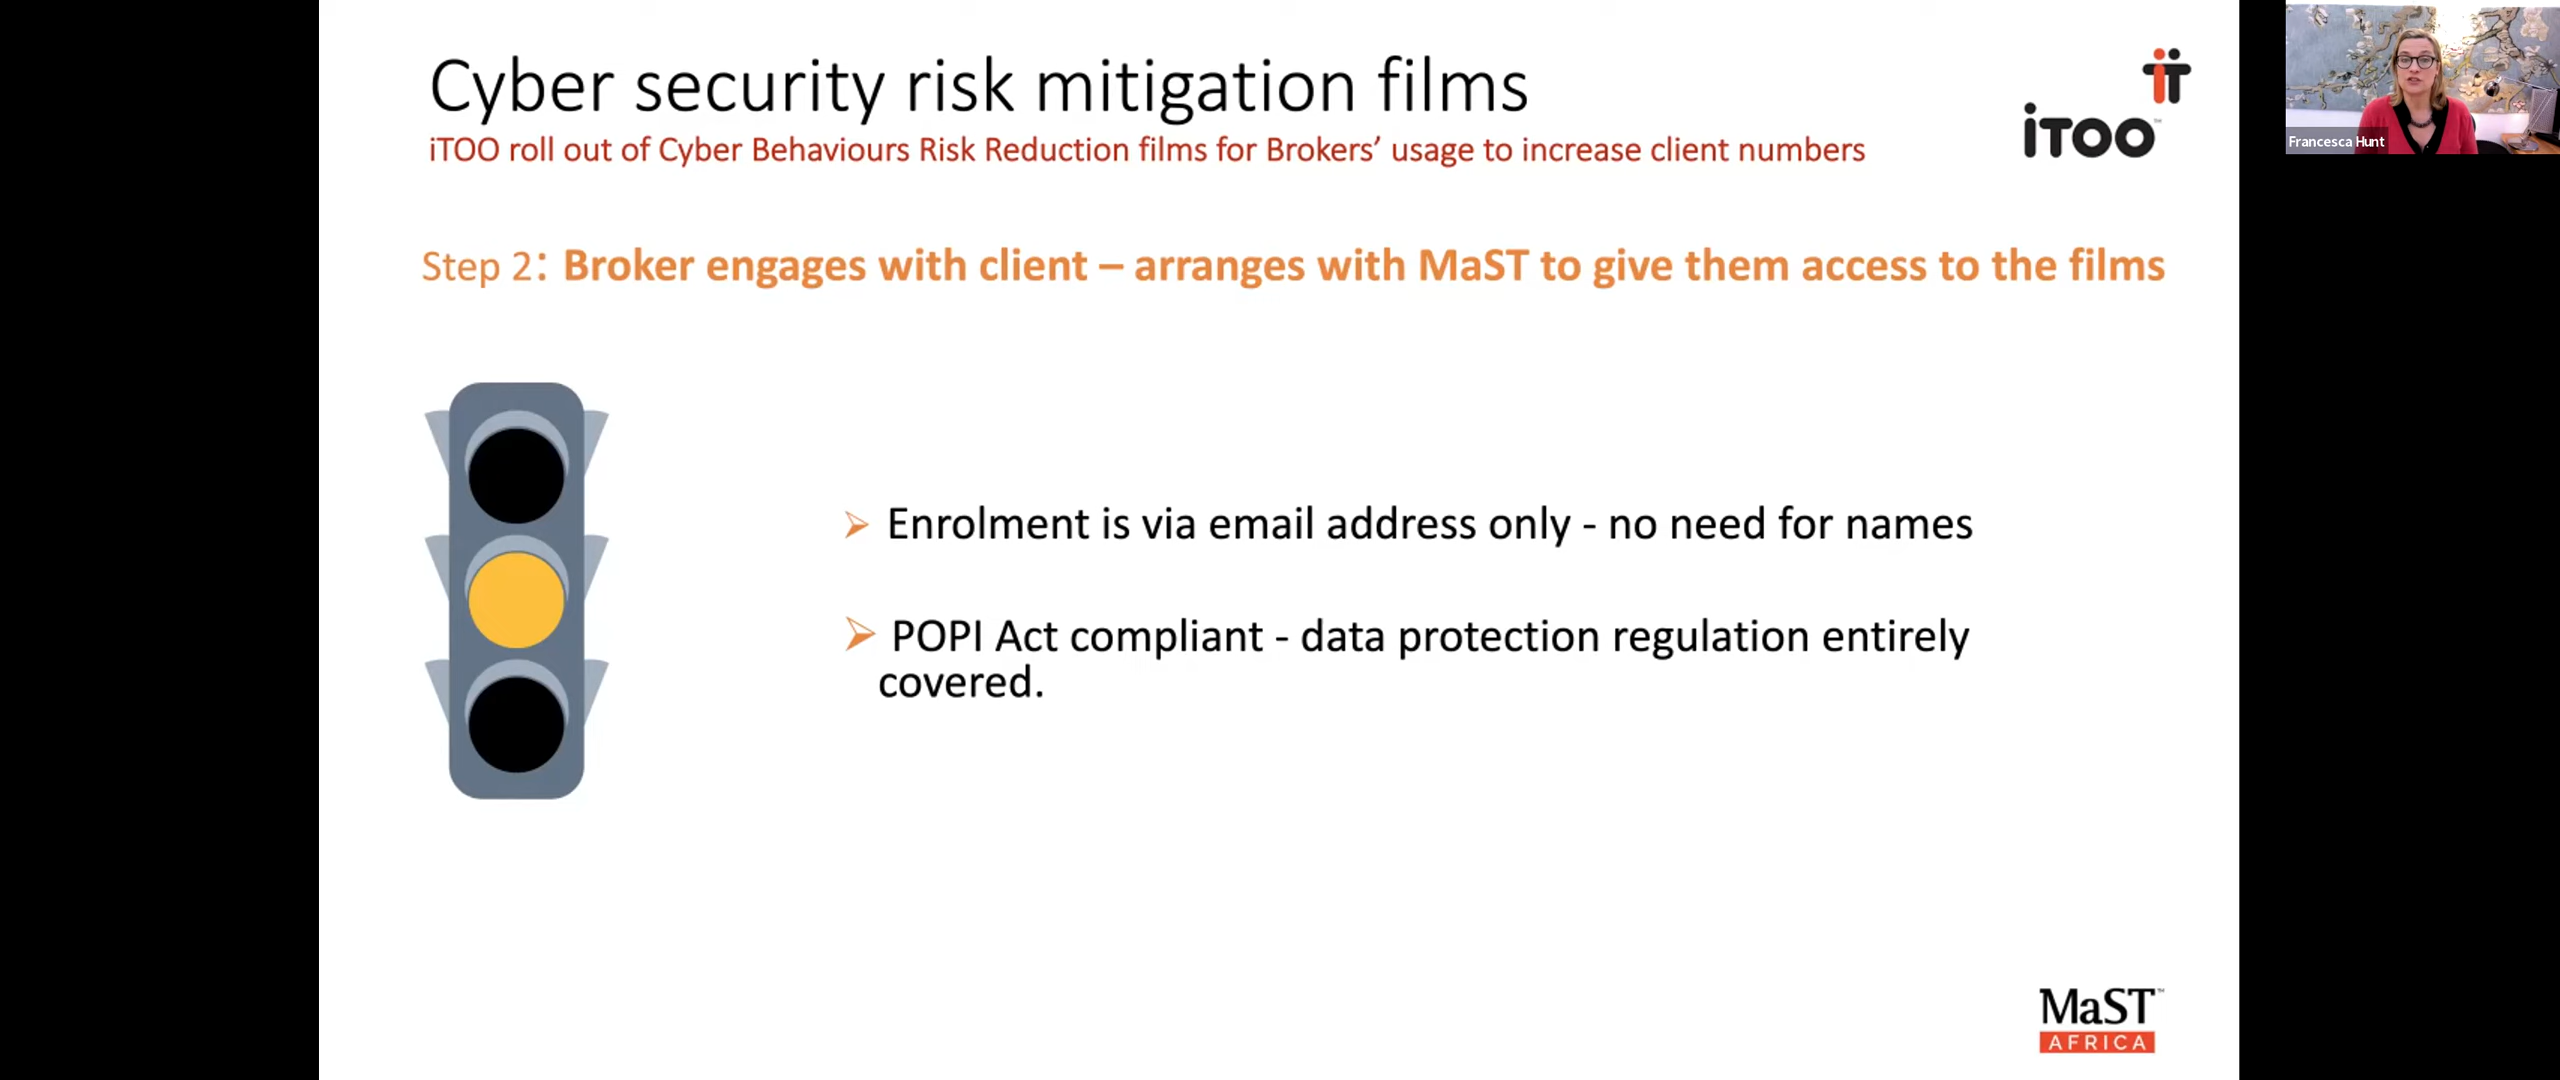 Cyber security risk mitigation films
iTOO roll out of Cyber Behaviours Risk Reduction films for Brokers’ usage to increase client numbers
iT
iTOO
Francesca Hunt
Step 2: Broker engages with client – arranges with MaST to give them access to the films
Enrolment is via email address only - no need for names
POPI Act compliant - data protection regulation entirely
covered.
MaST™
AFRICA